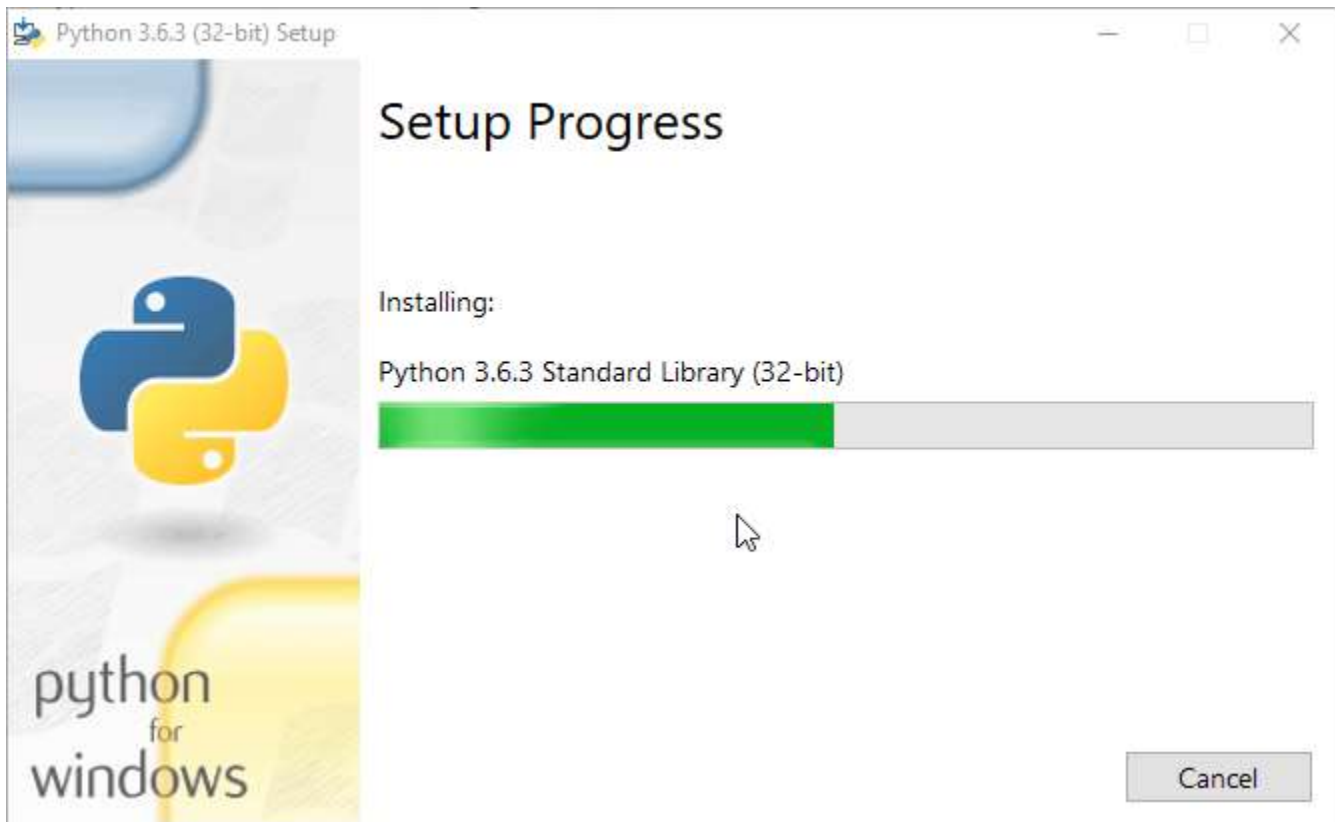 Python 3.6.3 (32-bit) Setup
Setup Progress
Installing:
Python 3.6.3 Standard Library (32-bit)
python
for
windows
Cancel